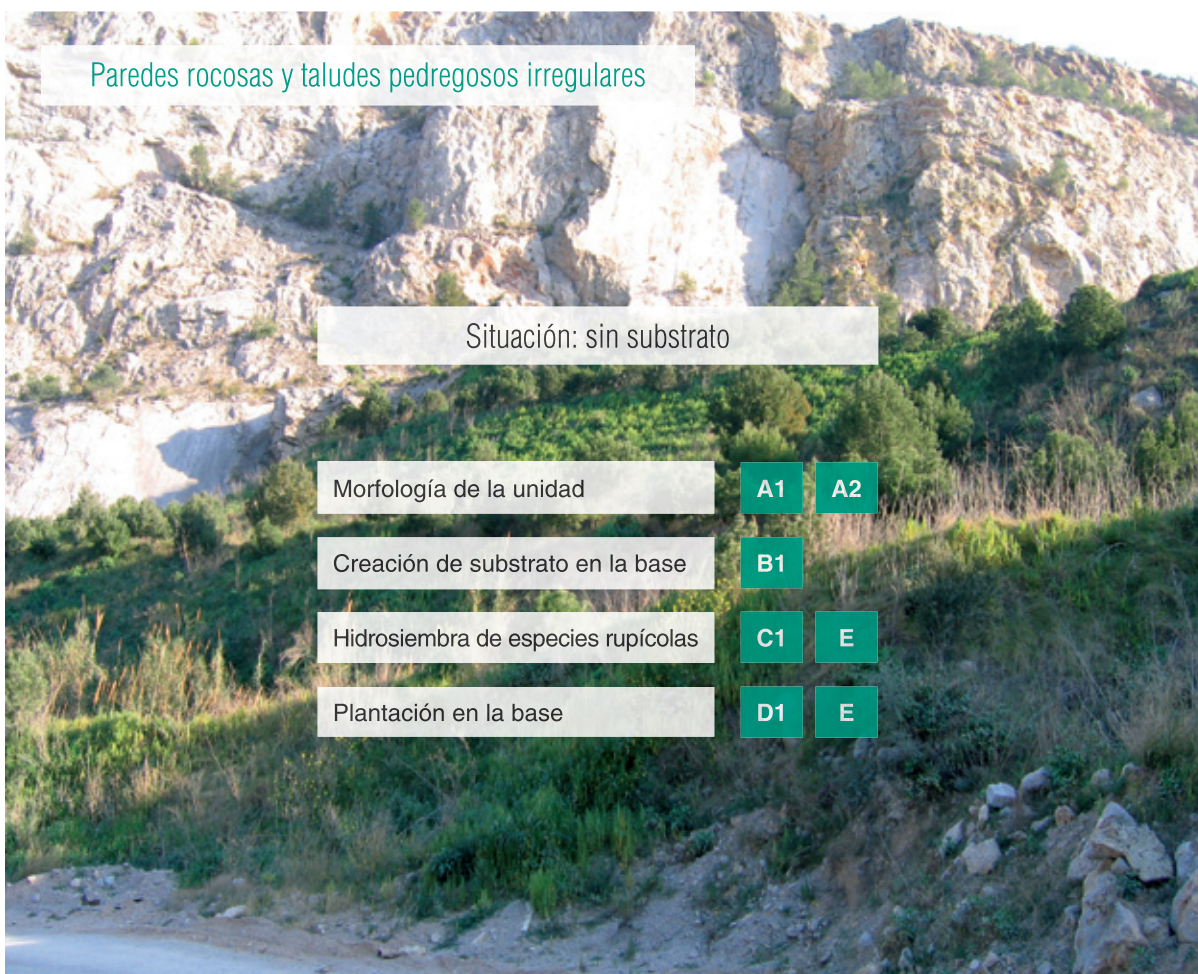 Paredes rocosas y taludes pedregosos irregulares
Situación: sin substrato
Morfología de la unidad A1 A2
Creación de substrato en la base B1
Hidrosiembra de especies rupícolas C1 E
Plantación en la base D1 E